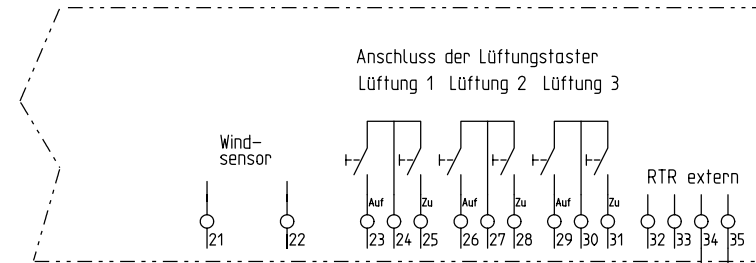 Anschluss der Lüftungstaster
Lüftung 1 Lüftung 2 Lüftung 3
Wind-
sensor
RTR extern
Auf Zu Auf Zu Auf Zu
21 22 23 24 25 26 27 28 29 30 31 32 33 34 35